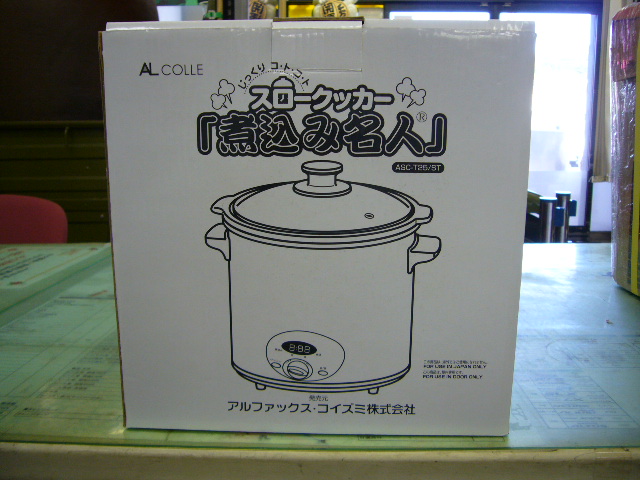 AL COLLE
じっくり コ・ト・コ・ト
スロークッカー
「煮込み名人」®
ASC-T25/ST
8:88
FOR USE IN JAPAN ONLY
FOR USE IN DOOR ONLY
発売元
アルファックス・コイズミ株式会社